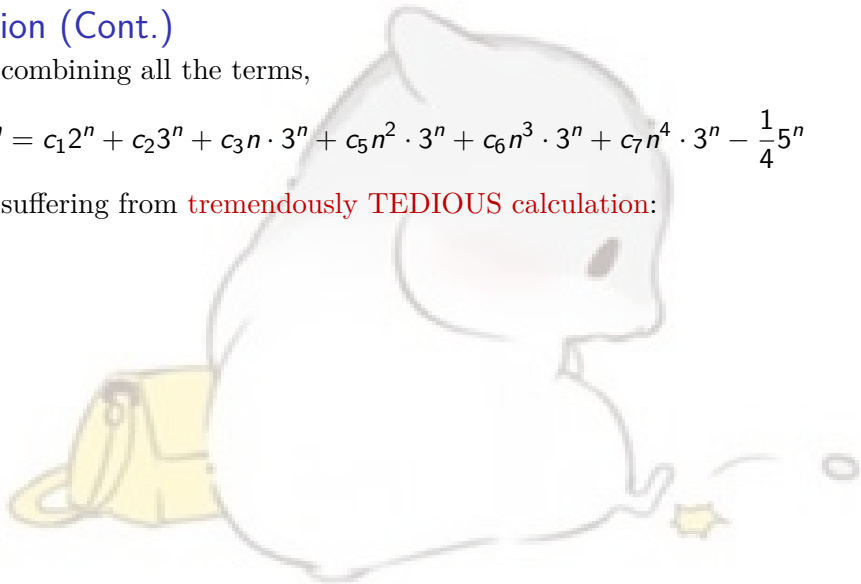 ion (Cont.)
combining all the terms,
= c₁2ⁿ + c₂3ⁿ + c₃n · 3ⁿ + c₅n² · 3ⁿ + c₆n³ · 3ⁿ + c₇n⁴ · 3ⁿ − 1/4 5ⁿ
suffering from tremendously TEDIOUS calculation: